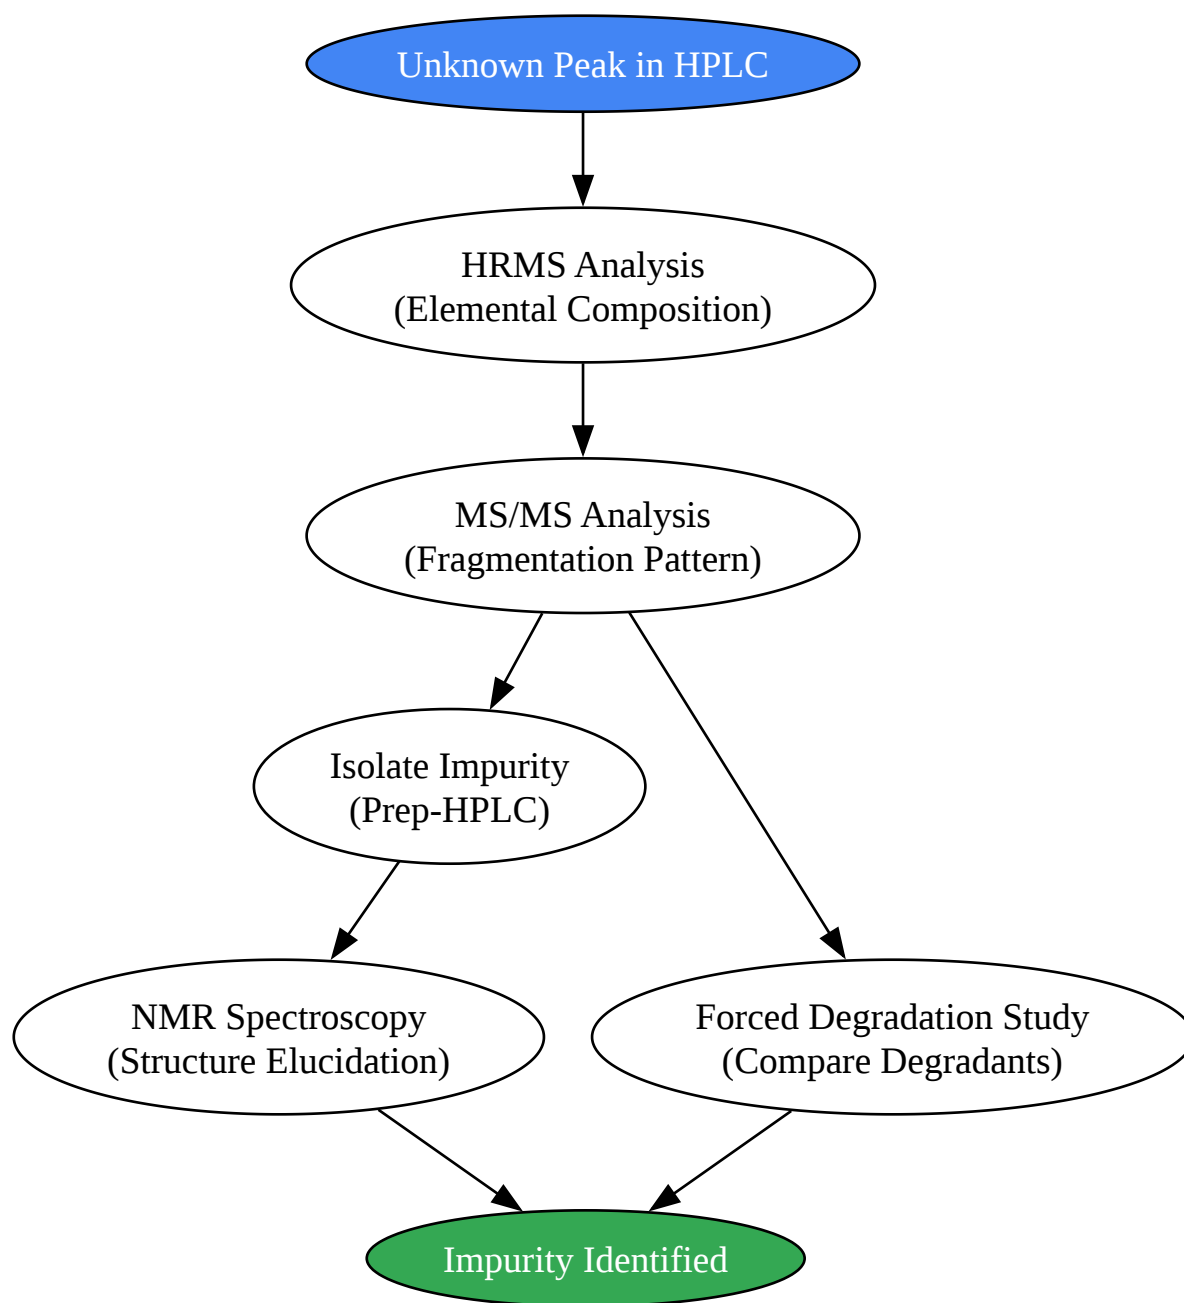 Unknown Peak in HPLC
HRMS Analysis
(Elemental Composition)
MS/MS Analysis
(Fragmentation Pattern)
Isolate Impurity
(Prep-HPLC)
NMR Spectroscopy
(Structure Elucidation)
Forced Degradation Study
(Compare Degradants)
Impurity Identified